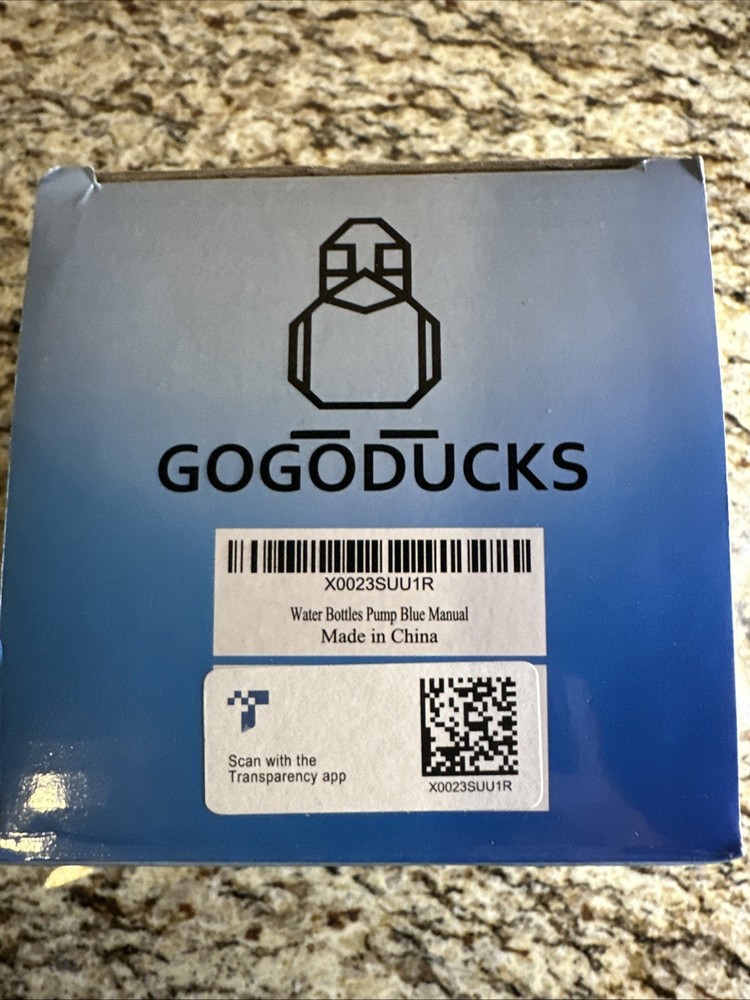 GOGODUCKS
X0023SUU1R
Water Bottles Pump Blue Manual
Made in China
Scan with the
Transparency app
X0023SUU1R